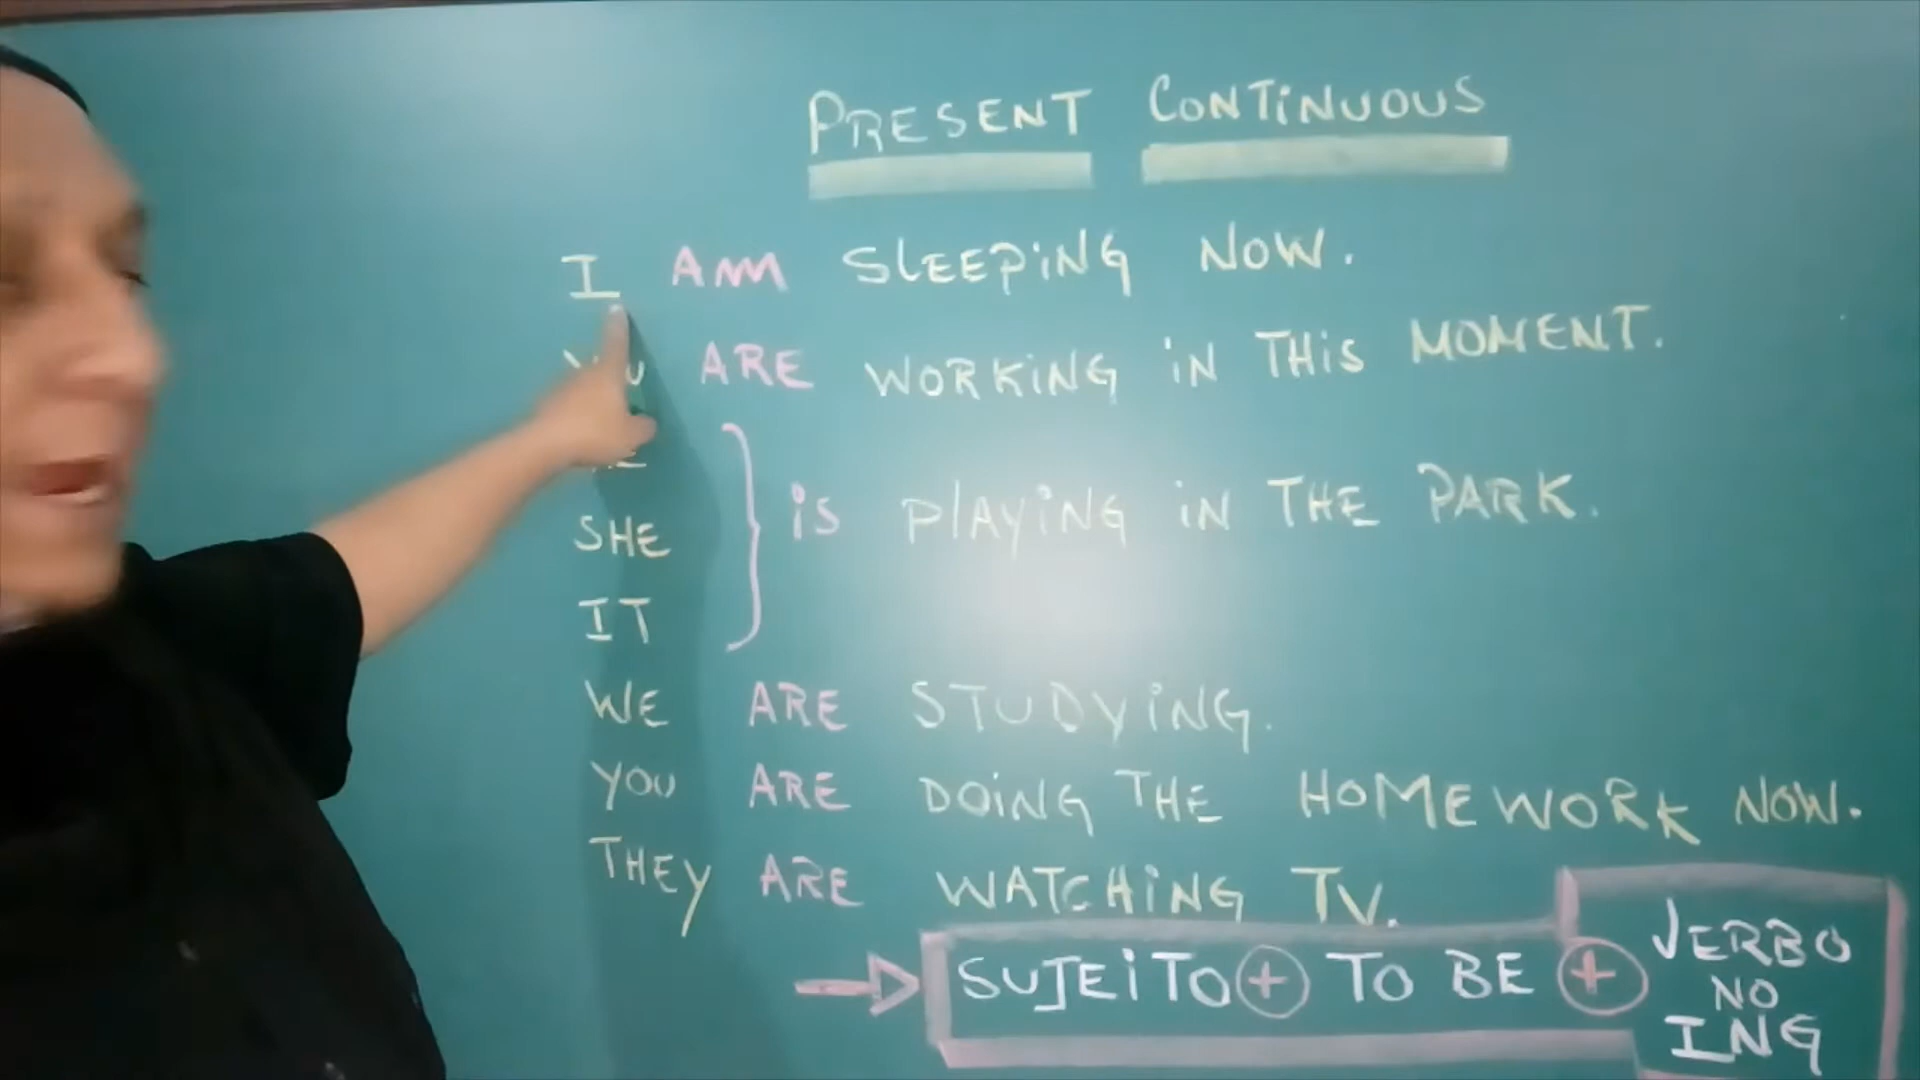 PRESENT CONTINUOUS
I AM SLEEPING NOW.
ARE WORKING IN THIS MOMENT.
SHE
IS PLAYING IN THE PARK.
IT
WE ARE STUDYING.
YOU ARE DOING THE HOMEWORK NOW.
THEY ARE WATCHING TV.
SUJEITO + TO BE + VERBO NO ING